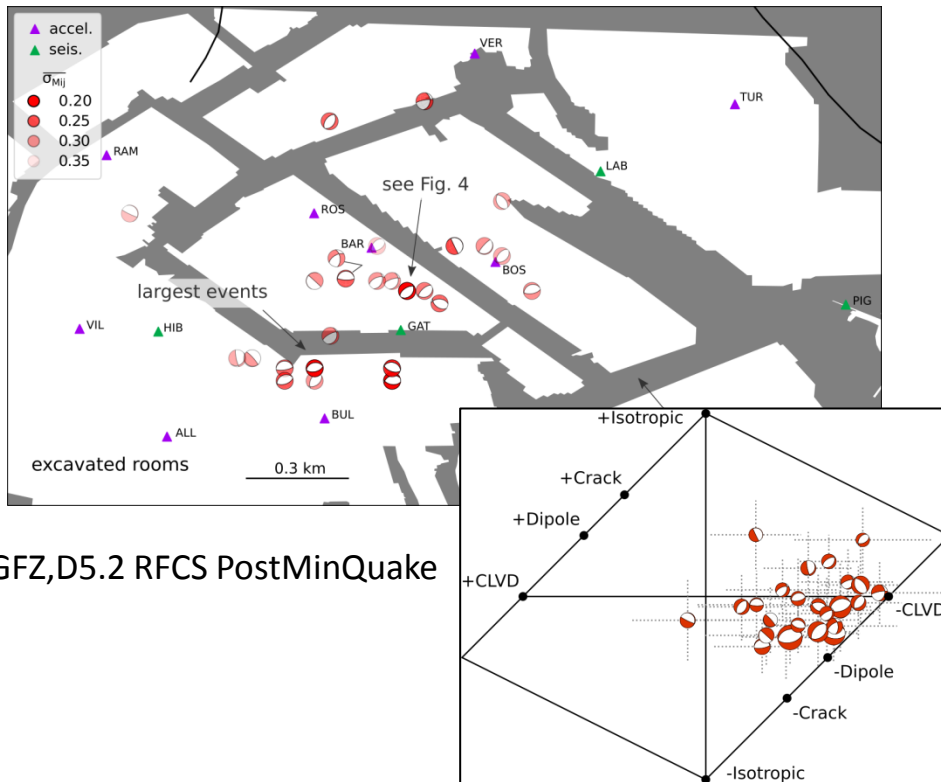 accel.
seis.
σMij
0.20
0.25
0.30
0.35
VER
TUR
RAM
LAB
see Fig. 4
ROS
BAR
BOS
largest events
PIG
VIL
HIB
GAT
BUL
ALL
excavated rooms
0.3 km
+Isotropic
+Crack
+Dipole
+CLVD
-CLVD
-Dipole
-Crack
-Isotropic
GFZ,D5.2 RFCS PostMinQuake